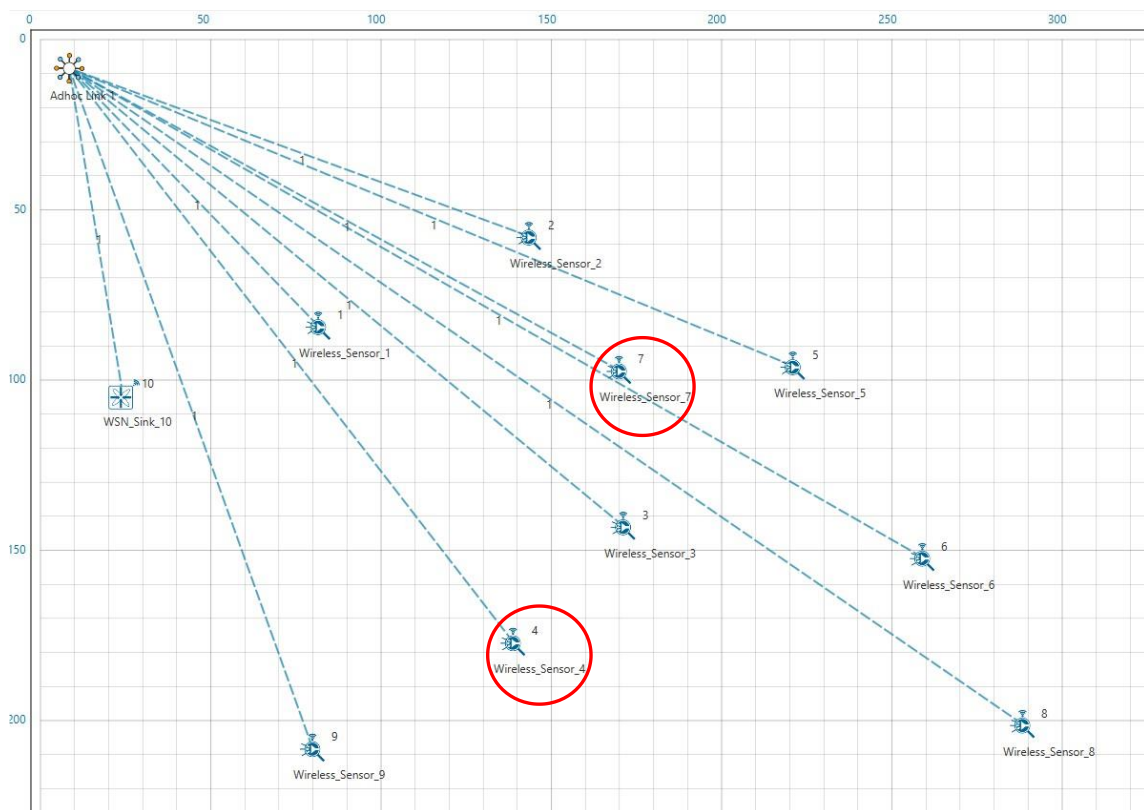 0 50 100 150 200 250 300
0
Adhoc Link 1
1
1
50
1
1
1
2
Wireless_Sensor_2
1
1
1
1
Wireless_Sensor_1
7
5
1
100
10
Wireless_Sensor_7
Wireless_Sensor_5
1
1
WSN_Sink_10
150
3
Wireless_Sensor_3
6
Wireless_Sensor_6
4
Wireless_Sensor_4
200
9
Wireless_Sensor_9
8
Wireless_Sensor_8